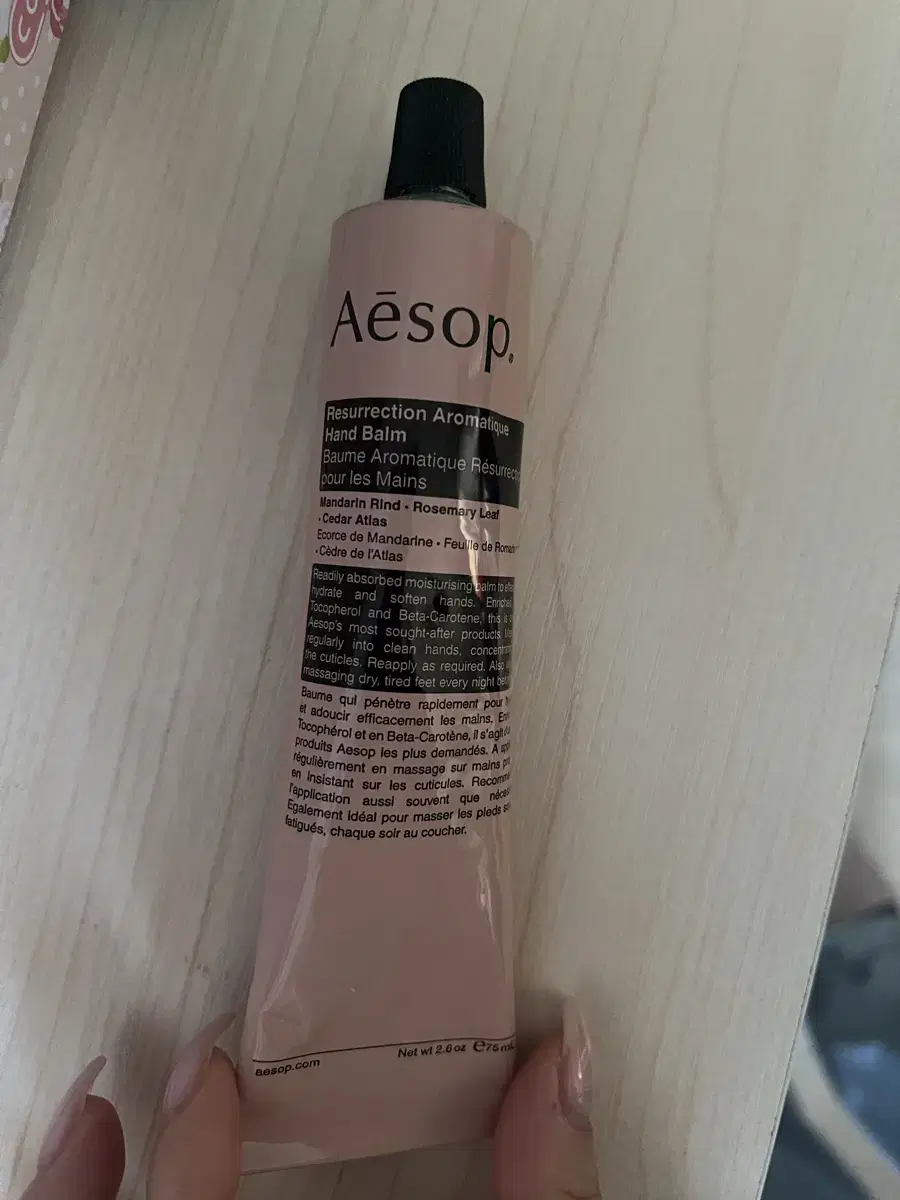 Aēsop.
Resurrection Aromatique
Hand Balm
Baume Aromatique Résurrectio
pour les Mains
Mandarin Rind • Rosemary Leaf
• Cedar Atlas
Ecorce de Mandarine • Feuille de Romar
• Cèdre de l'Atlas
Readily absorbed moisturising balm to
hydrate and soften hands. Enriched
Tocopherol and Beta-Carotene, this is
Aesop's most sought-after products.
regularly into clean hands,
the cuticles. Reapply as required. Also
massaging dry, tired feet every night
Baume qui pénètre rapidement pour
et adoucir efficacement les mains.
Tocophérol et en Beta-Carotène, il s'agit
produits Aesop les plus demandés. A
régulièrement en massage sur mains
en insistant sur les cuticules.
l'application aussi souvent que
Egalement idéal pour masser les pieds
fatigués, chaque soir au coucher.
aesop.com Net wt 2.6 oz ℮75 mL